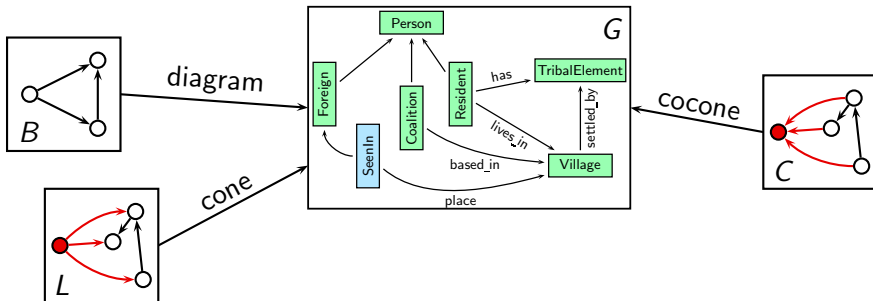 Person
G
diagram
Foreign
Coalition
Resident
has
TribalElement
B
lives_in
settled_by
cocone
SeenIn
based_in
Village
C
cone
place
L